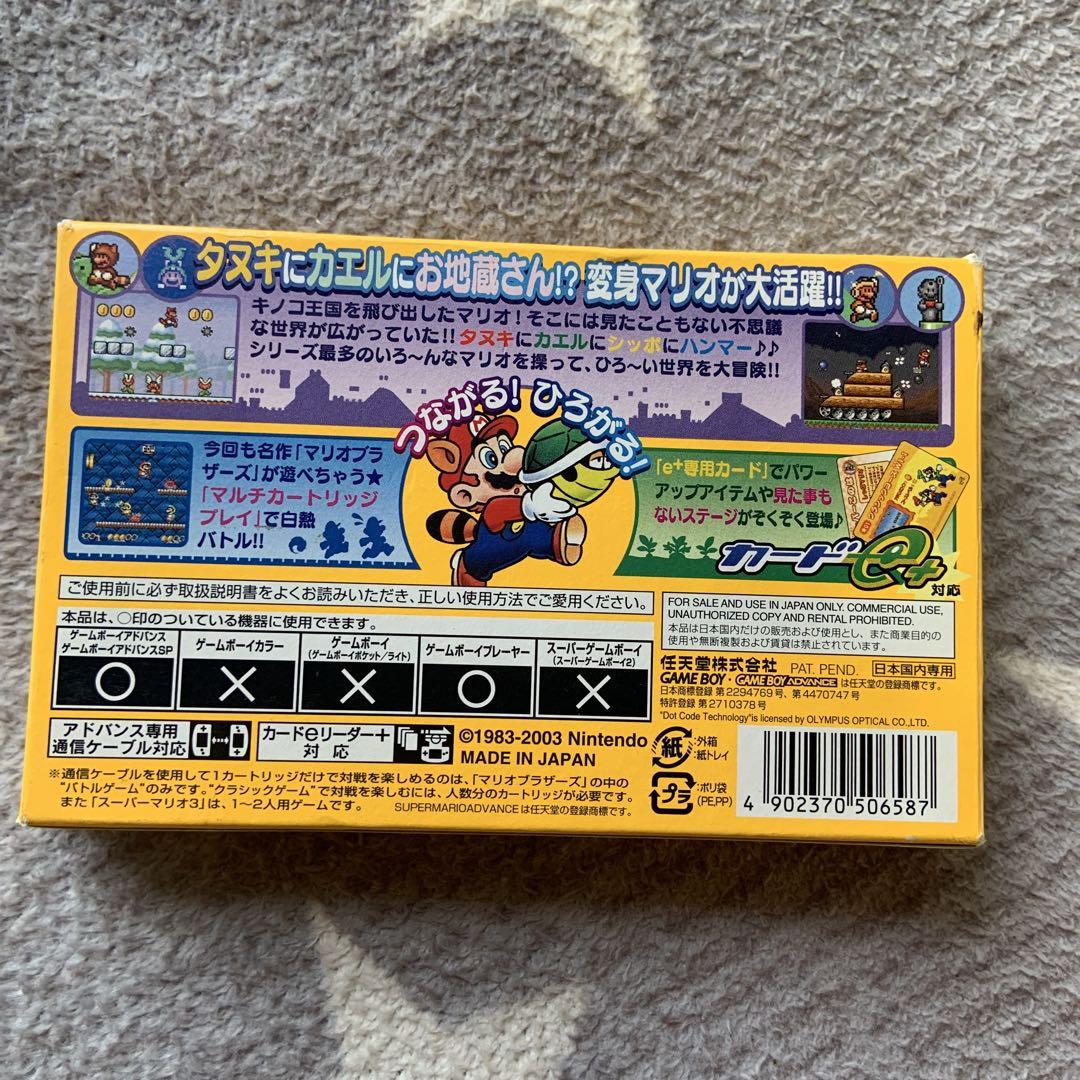 タヌキにカエルにお地蔵さん!? 変身マリオが大活躍!!
キノコ王国を飛び出したマリオ!そこには見たこともない不思議
な世界が広がっていた!!タヌキにカエルにシッポにハンマー♪♪
シリーズ最多のいろ〜んなマリオを操って、ひろ〜い世界を大冒険!!
つながる!ひろがる!
今回も名作「マリオブラ
ザーズ」が遊べちゃう★
「マルチカートリッジ
プレイ」で白熱
バトル!!
「e+専用カード」でパワー
アップアイテムや見た事も
ないステージがぞくぞく登場♪
カードe+
対応
ご使用前に必ず取扱説明書をよくお読みいただき、正しい使用方法でご愛用ください。
本品は、○印のついている機器に使用できます。
ゲームボーイアドバンス
ゲームボーイアドバンスSP
○
ゲームボーイカラー
×
ゲームボーイ
(ゲームボーイポケット/ライト)
×
ゲームボーイプレーヤー
○
スーパーゲームボーイ
(スーパーゲームボーイ2)
×
アドバンス専用
通信ケーブル対応
カードeリーダー+
対応
©1983-2003 Nintendo
MADE IN JAPAN
※通信ケーブルを使用して1カートリッジだけで対戦を楽しめるのは、「マリオブラザーズ」の中の
"バトルゲーム"のみです。"クラシックゲーム"で対戦を楽しむには、人数分のカートリッジが必要です。
また「スーパーマリオ3」は、1〜2人用ゲームです。
SUPERMARIOADVANCE は任天堂の登録商標です。
FOR SALE AND USE IN JAPAN ONLY. COMMERCIAL USE,
UNAUTHORIZED COPY AND RENTAL PROHIBITED.
本品は日本国内だけの販売および使用とし、また商業目的の
使用や無断複製および賃貸は禁止されています。
任天堂株式会社 PAT. PEND. 日本国内専用
GAME BOY・GAME BOY ADVANCE は任天堂の登録商標です。
日本商標登録 第2294769号、第4470747号
特許登録 第2710378号
"Dot Code Technology"is licensed by OLYMPUS OPTICAL CO.,LTD.
紙
:外箱
:紙トレイ
プラ
:ポリ袋
(PE,PP)
4 902370 506587